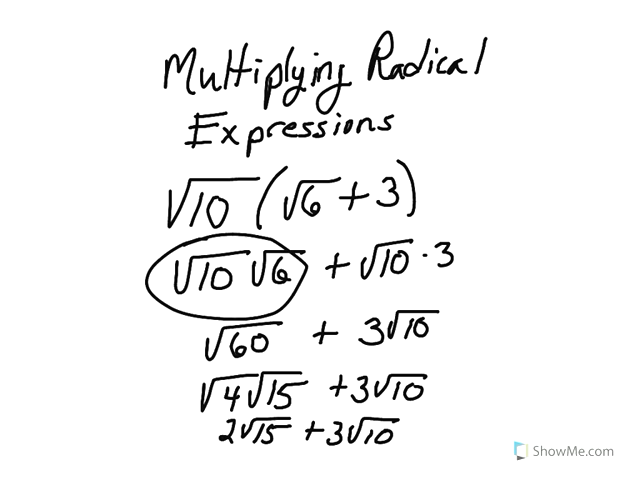 Multiplying Radical
Expressions
√10 (√6 + 3)
√10 √6 + √10 · 3
√60 + 3√10
√4 √15 + 3√10
2√15 + 3√10
ShowMe.com